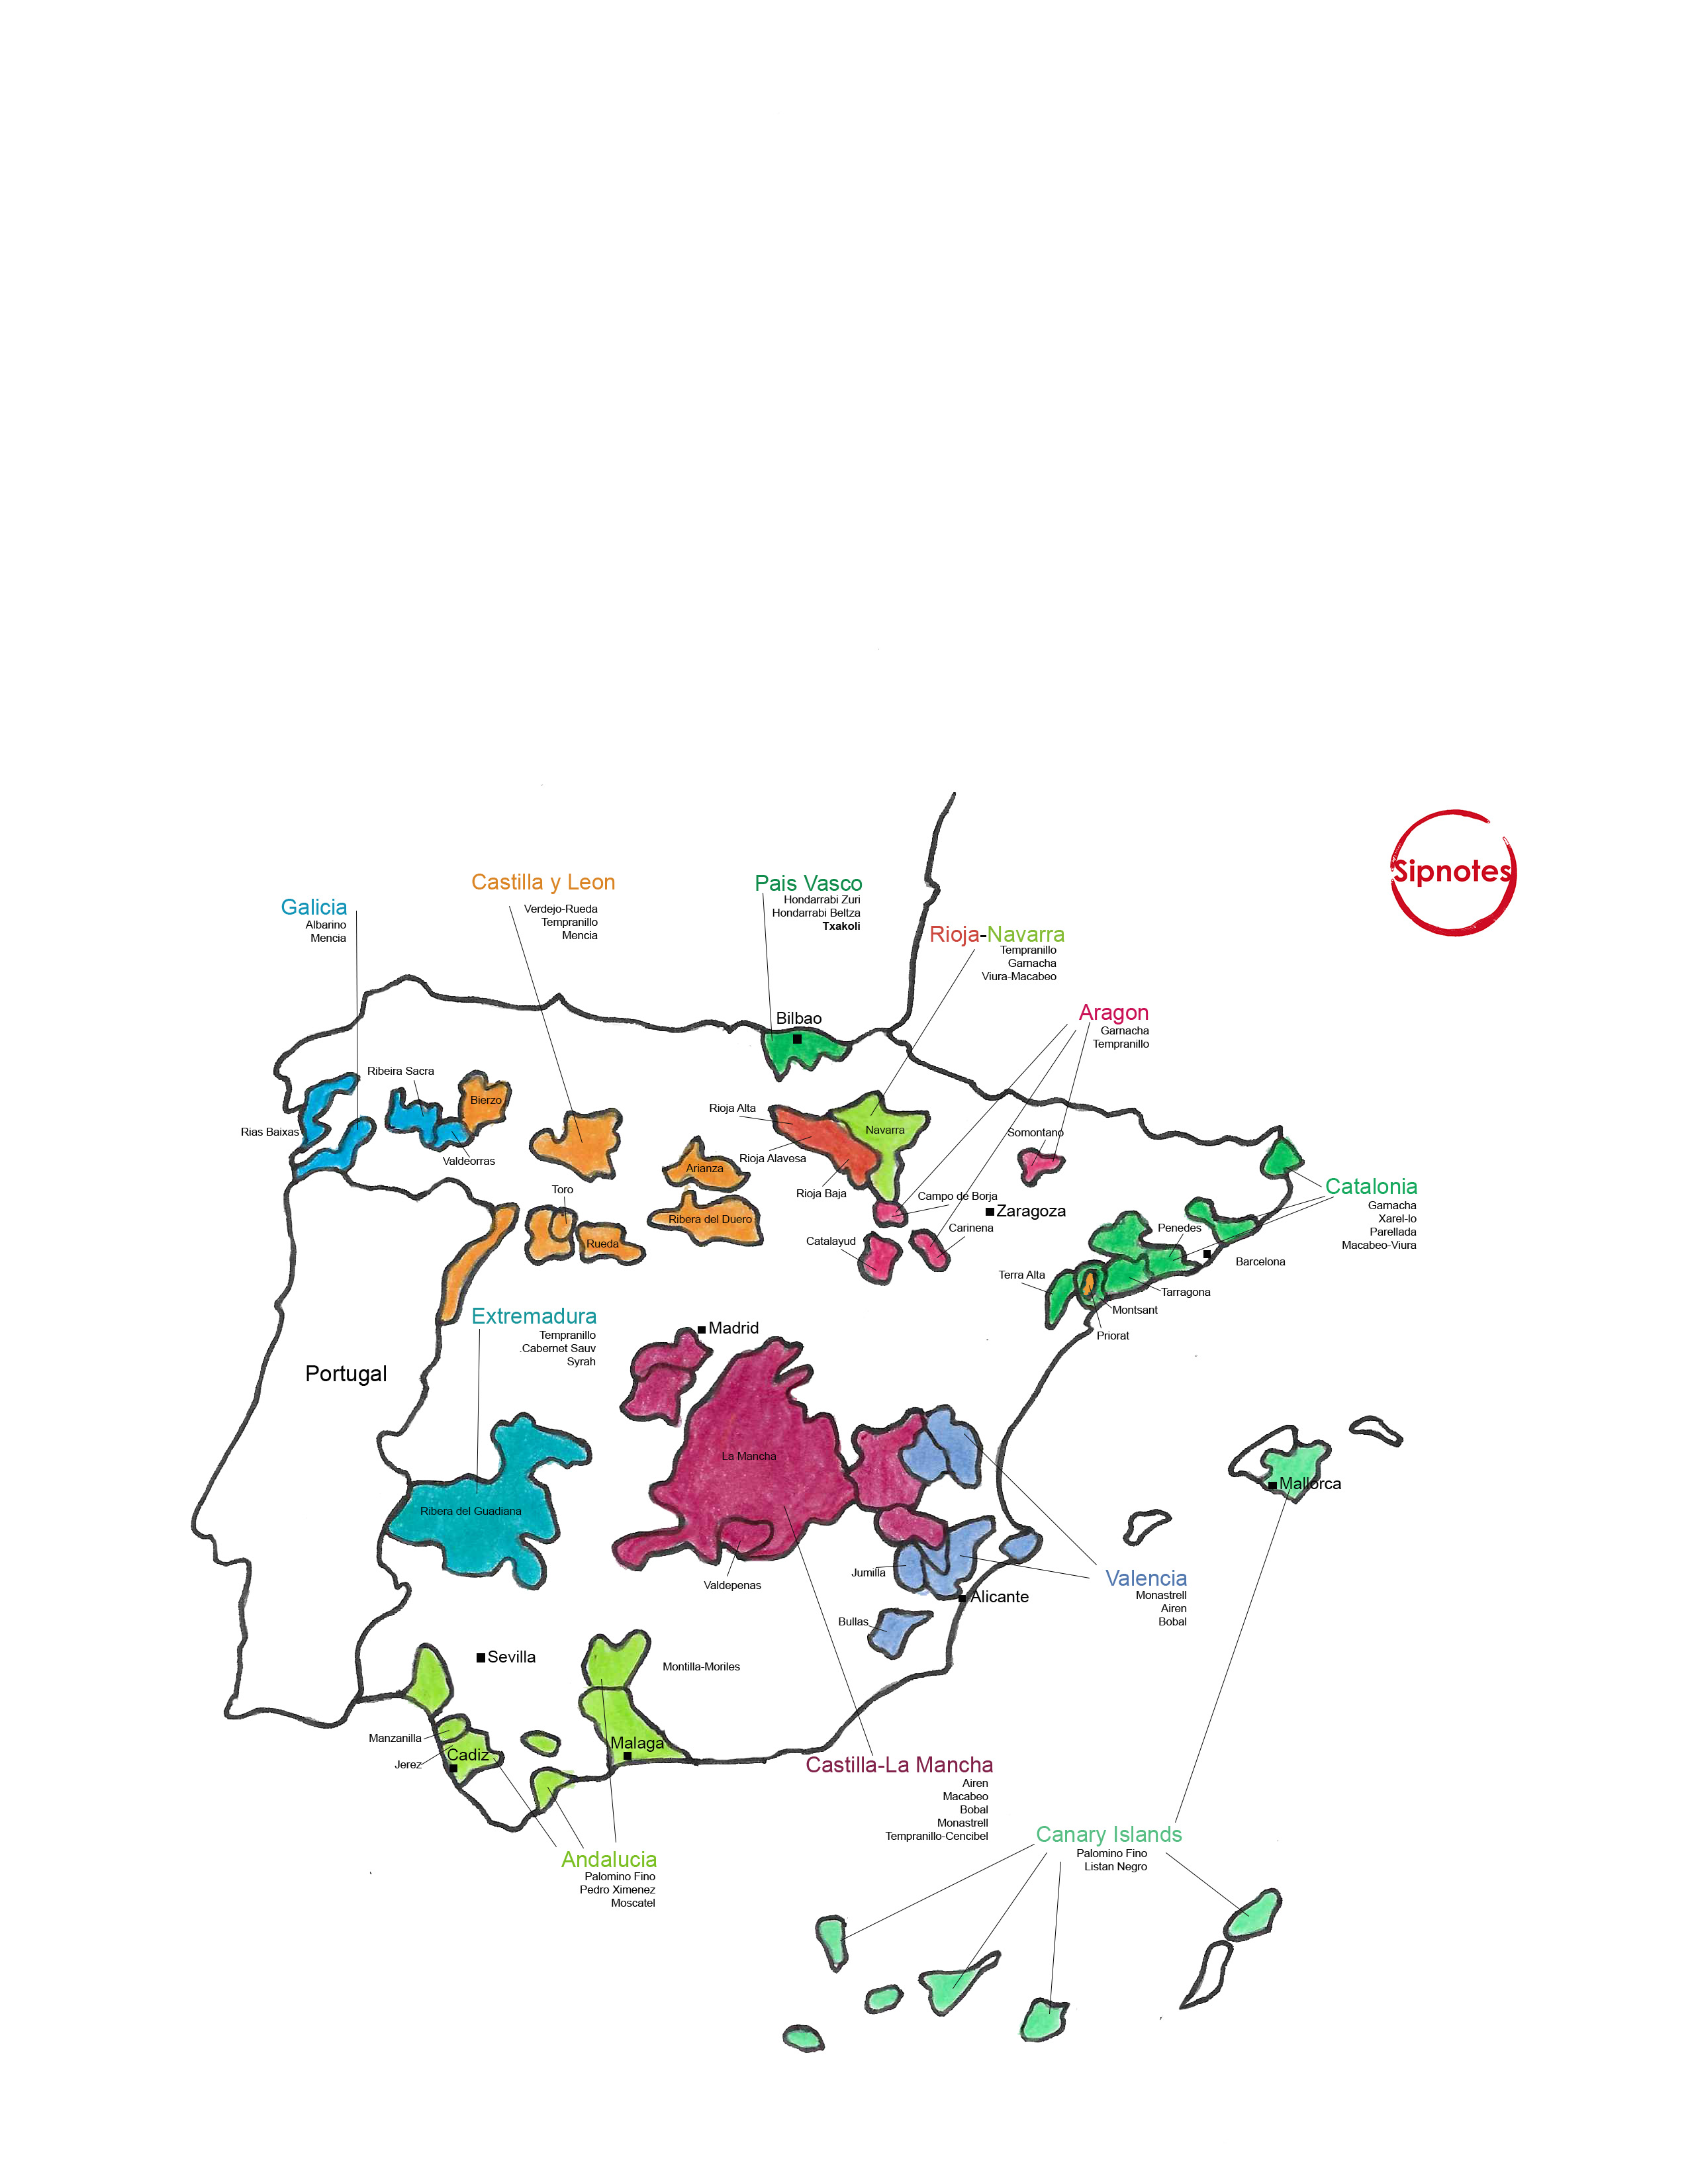 Sipnotes
Castilla y Leon
Verdejo-Rueda
Tempranillo
Mencia
Pais Vasco
Hondarrabi Zuri
Hondarrabi Beltza
Txakoli
Galicia
Albarino
Mencia
Rioja-Navarra
Tempranillo
Garnacha
Viura-Macabeo
Aragon
Garnacha
Tempranillo
Bilbao
Ribeira Sacra
Bierzo
Rias Baixas
Valdeorras
Rioja Alta
Navarra
Rioja Alavesa
Rioja Baja
Somontano
Arianza
Toro
Ribera del Duero
Rueda
Campo de Borja
Zaragoza
Carinena
Catalayud
Catalonia
Garnacha
Xarel-lo
Parellada
Macabeo-Viura
Penedes
Barcelona
Terra Alta
Tarragona
Montsant
Priorat
Extremadura
Tempranillo
.Cabernet Sauv
Syrah
Madrid
Portugal
La Mancha
Ribera del Guadiana
Mallorca
Valdepenas
Jumilla
Valencia
Monastrell
Airen
Bobal
Alicante
Bullas
Sevilla
Montilla-Moriles
Manzanilla
Jerez
Cadiz
Malaga
Castilla-La Mancha
Airen
Macabeo
Bobal
Monastrell
Tempranillo-Cencibel
Canary Islands
Palomino Fino
Listan Negro
Andalucia
Palomino Fino
Pedro Ximenez
Moscatel